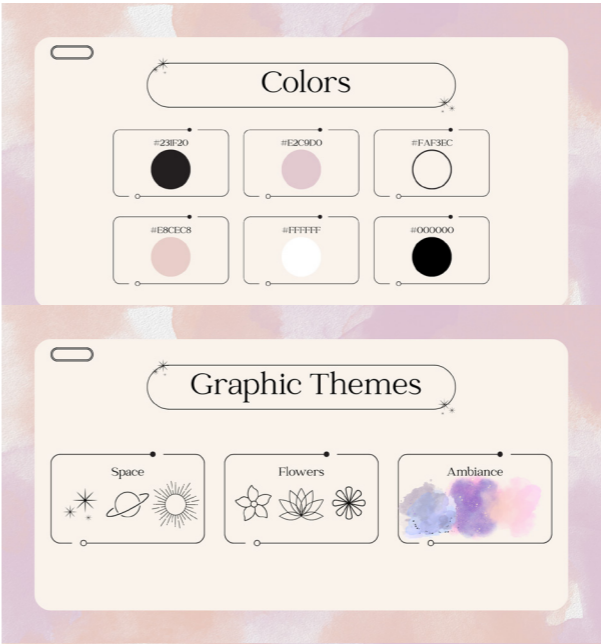 Colors
#231F20
#E2C9D0
#FAF3EC
#E8CEC8
#FFFFFF
#000000
Graphic Themes
Space
Flowers
Ambiance